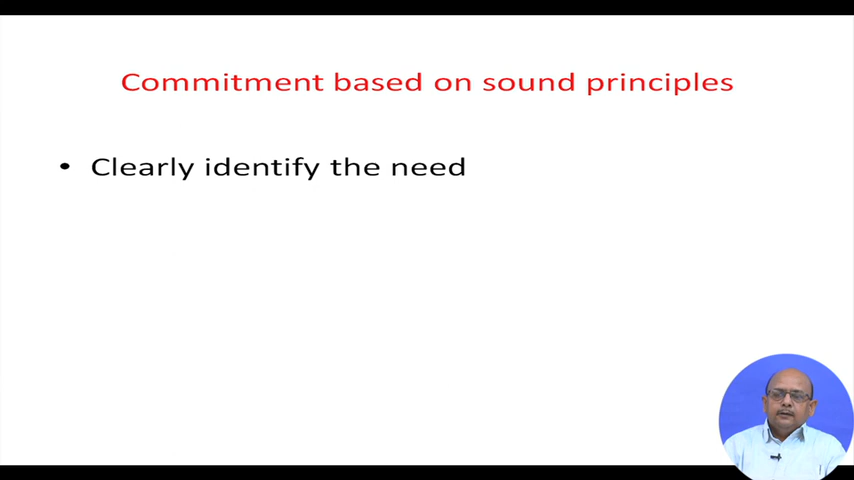 Commitment based on sound principles
• Clearly identify the need